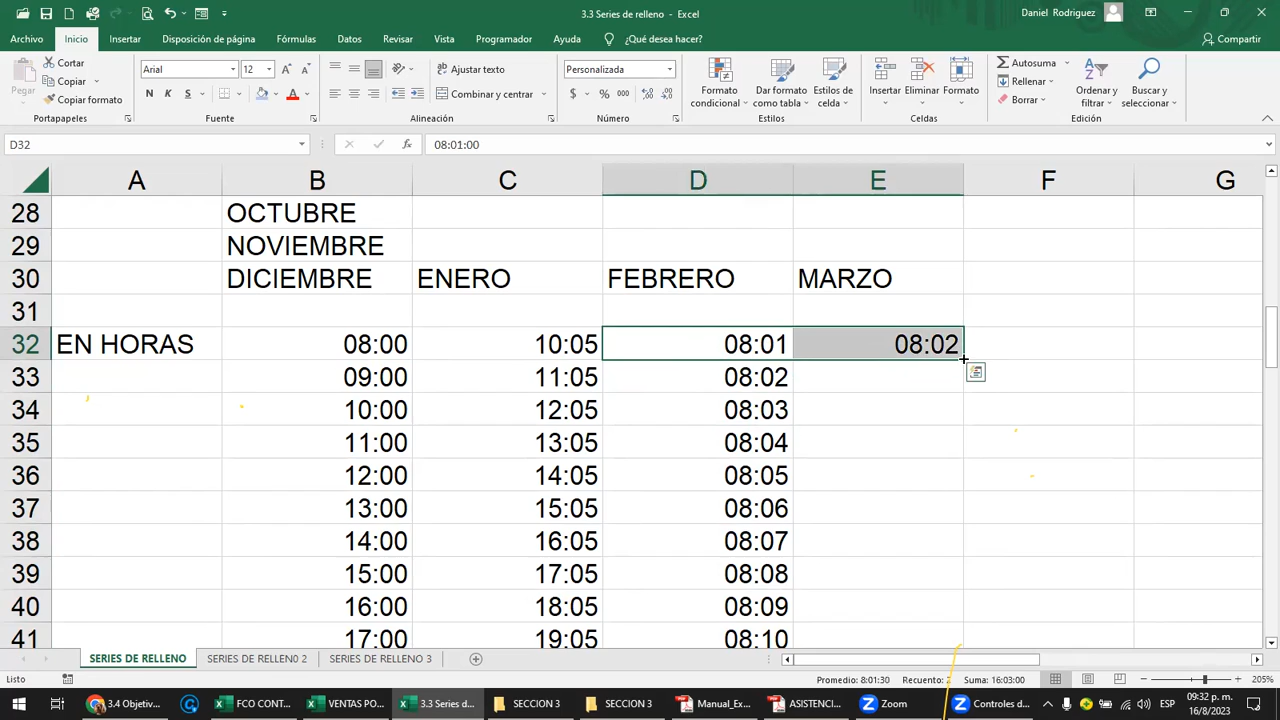 3.3 Series de relleno - Excel
Daniel Rodriguez
Archivo Inicio Insertar Disposición de página Fórmulas Datos Revisar Vista Programador Ayuda ¿Qué desea hacer? Compartir
Pegar
Cortar
Copiar
Copiar formato
Portapapeles
Arial 12
N K S
Fuente
Ajustar texto
Combinar y centrar
Alineación
Personalizada
$ % 000
Número
Formato condicional
Dar formato como tabla
Estilos de celda
Estilos
Insertar Eliminar Formato
Celdas
Autosuma
Rellenar
Borrar
Ordenar y filtrar
Buscar y seleccionar
Edición
D32 fx 08:01:00
A B C D E F G
28 OCTUBRE
29 NOVIEMBRE
30 DICIEMBRE ENERO FEBRERO MARZO
31
32 EN HORAS 08:00 10:05 08:01 08:02
33 09:00 11:05 08:02
34 10:00 12:05 08:03
35 11:00 13:05 08:04
36 12:00 14:05 08:05
37 13:00 15:05 08:06
38 14:00 16:05 08:07
39 15:00 17:05 08:08
40 16:00 18:05 08:09
41 17:00 19:05 08:10
SERIES DE RELLENO SERIES DE RELLEN0 2 SERIES DE RELLENO 3
Listo Promedio: 8:01:30 Recuento: 2 Suma: 16:03:00 205%
3.4 Objetiv... FCCONT... VENTAS PO... 3.3 Series d... SECCION 3 SECCION 3 Manual_Ex... ASISTENCI... Zoom Controles d... ESP 09:32 p. m.
16/8/2023